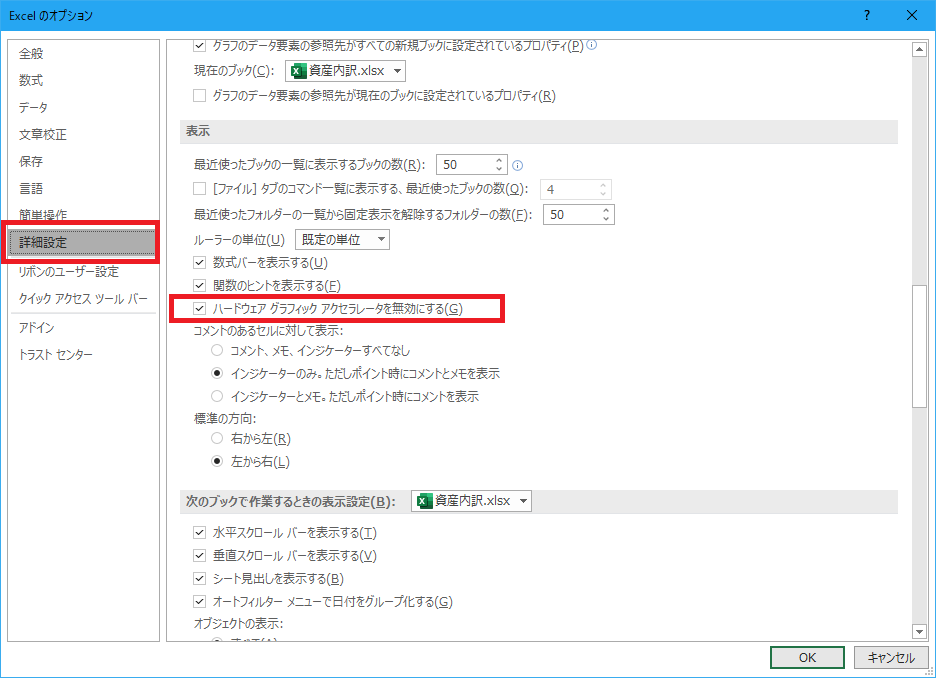 Excel のオプション
?
全般
数式
データ
文章校正
保存
言語
簡単操作
詳細設定
リボンのユーザー設定
クイック アクセス ツール バー
アドイン
トラスト センター
グラフのデータ要素の参照先がすべての新規ブックに設定されているプロパティ(P)
現在のブック(C): 資産内訳.xlsx
グラフのデータ要素の参照先が現在のブックに設定されているプロパティ(R)
表示
最近使ったブックの一覧に表示するブックの数(R): 50
[ファイル] タブのコマンド一覧に表示する、最近使ったブックの数(Q): 4
最近使ったフォルダーの一覧から固定表示を解除するフォルダーの数(F): 50
ルーラーの単位(U) 既定の単位
数式バーを表示する(U)
関数のヒントを表示する(F)
ハードウェア グラフィック アクセラレータを無効にする(G)
コメントのあるセルに対して表示:
コメント、メモ、インジケーターすべてなし
インジケーターのみ。ただしポイント時にコメントとメモを表示
インジケーターとメモ。ただしポイント時にコメントを表示
標準の方向:
右から左(R)
左から右(L)
次のブックで作業するときの表示設定(B): 資産内訳.xlsx
水平スクロール バーを表示する(T)
垂直スクロール バーを表示する(V)
シート見出しを表示する(B)
オートフィルター メニューで日付をグループ化する(G)
オブジェクトの表示:
OK
キャンセル